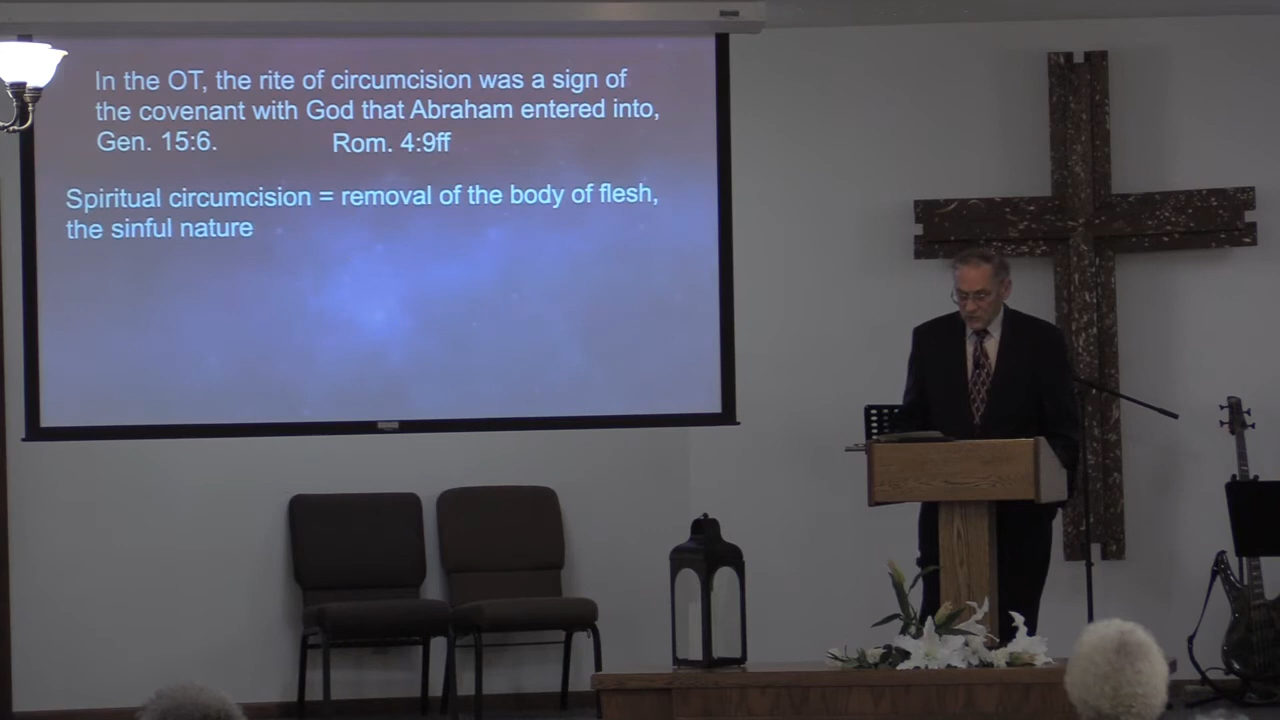 In the OT, the rite of circumcision was a sign of
the covenant with God that Abraham entered into,
Gen. 15:6. Rom. 4:9ff
Spiritual circumcision = removal of the body of flesh,
the sinful nature